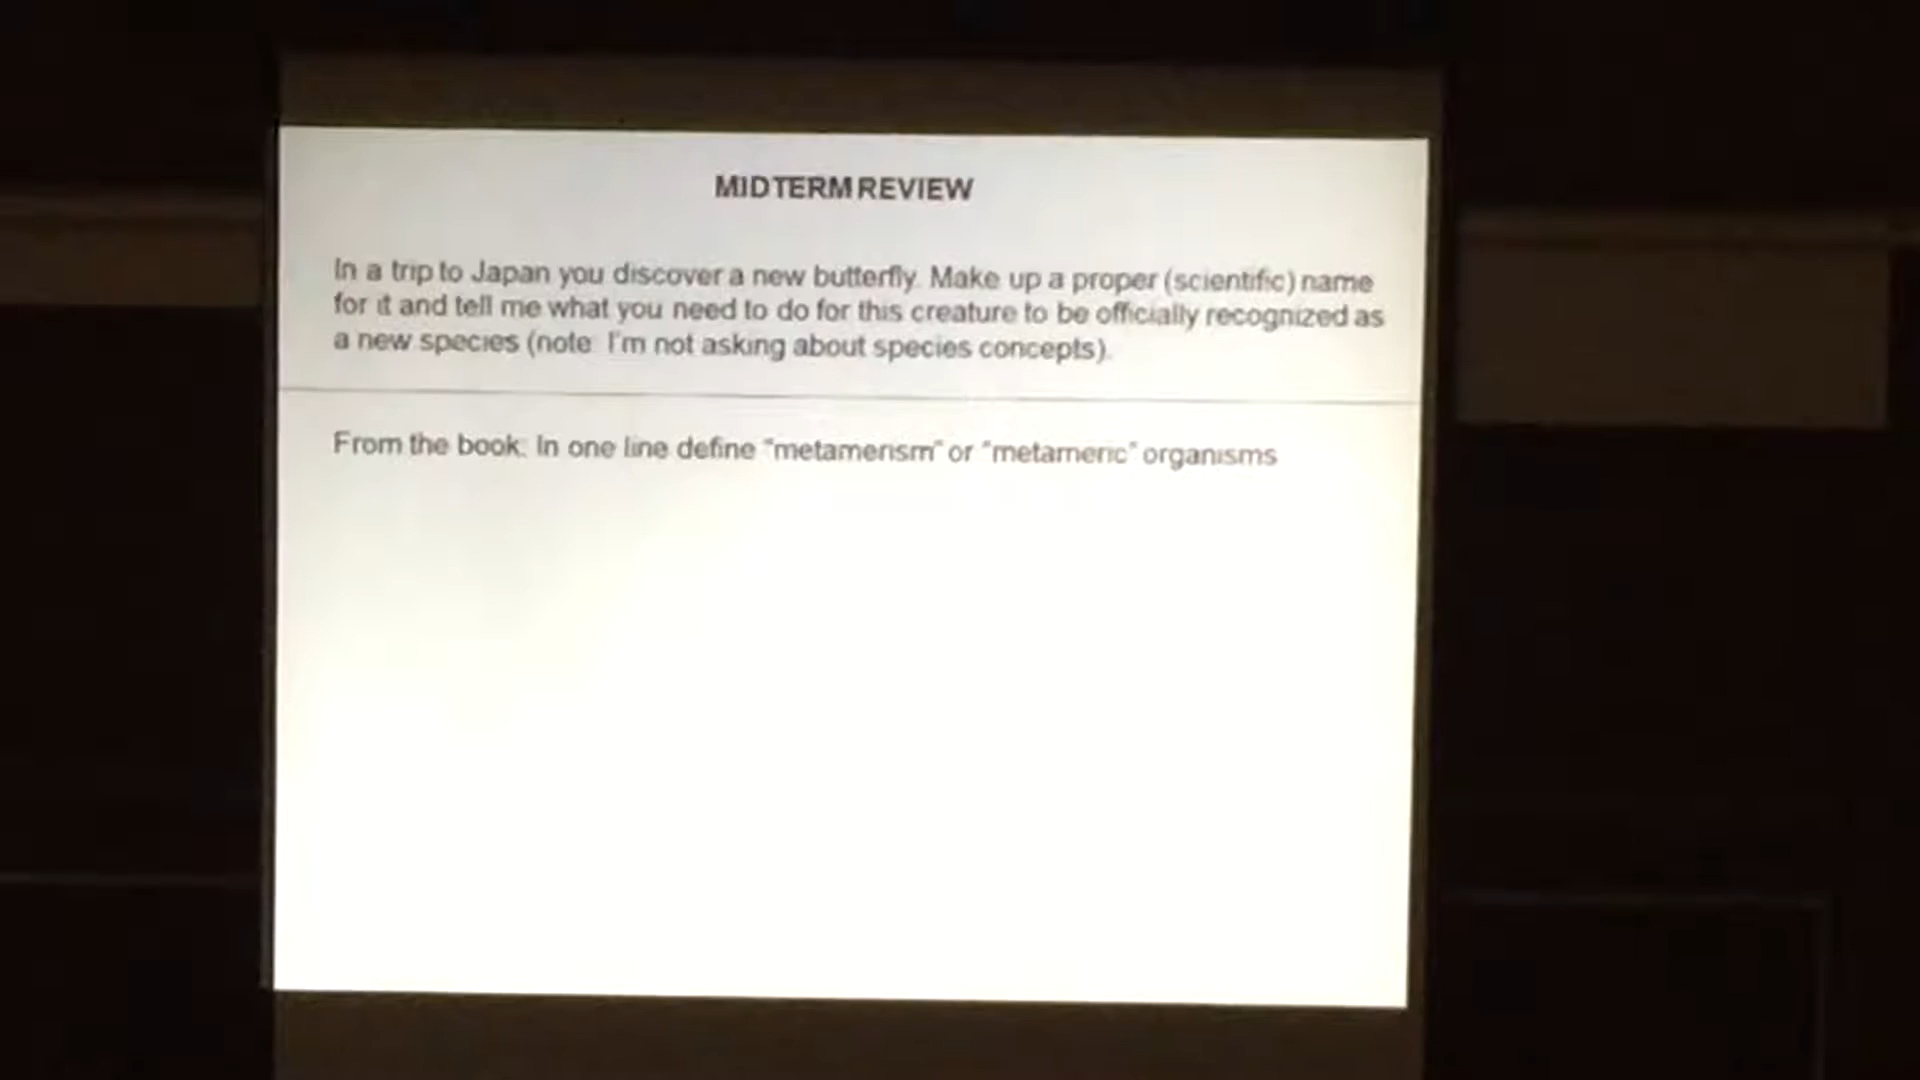 MIDTERM REVIEW
In a trip to Japan you discover a new butterfly. Make up a proper (scientific) name
for it and tell me what you need to do for this creature to be officially recognized as
a new species (note: I'm not asking about species concepts).
From the book: In one line define "metamerism" or "metameric" organisms